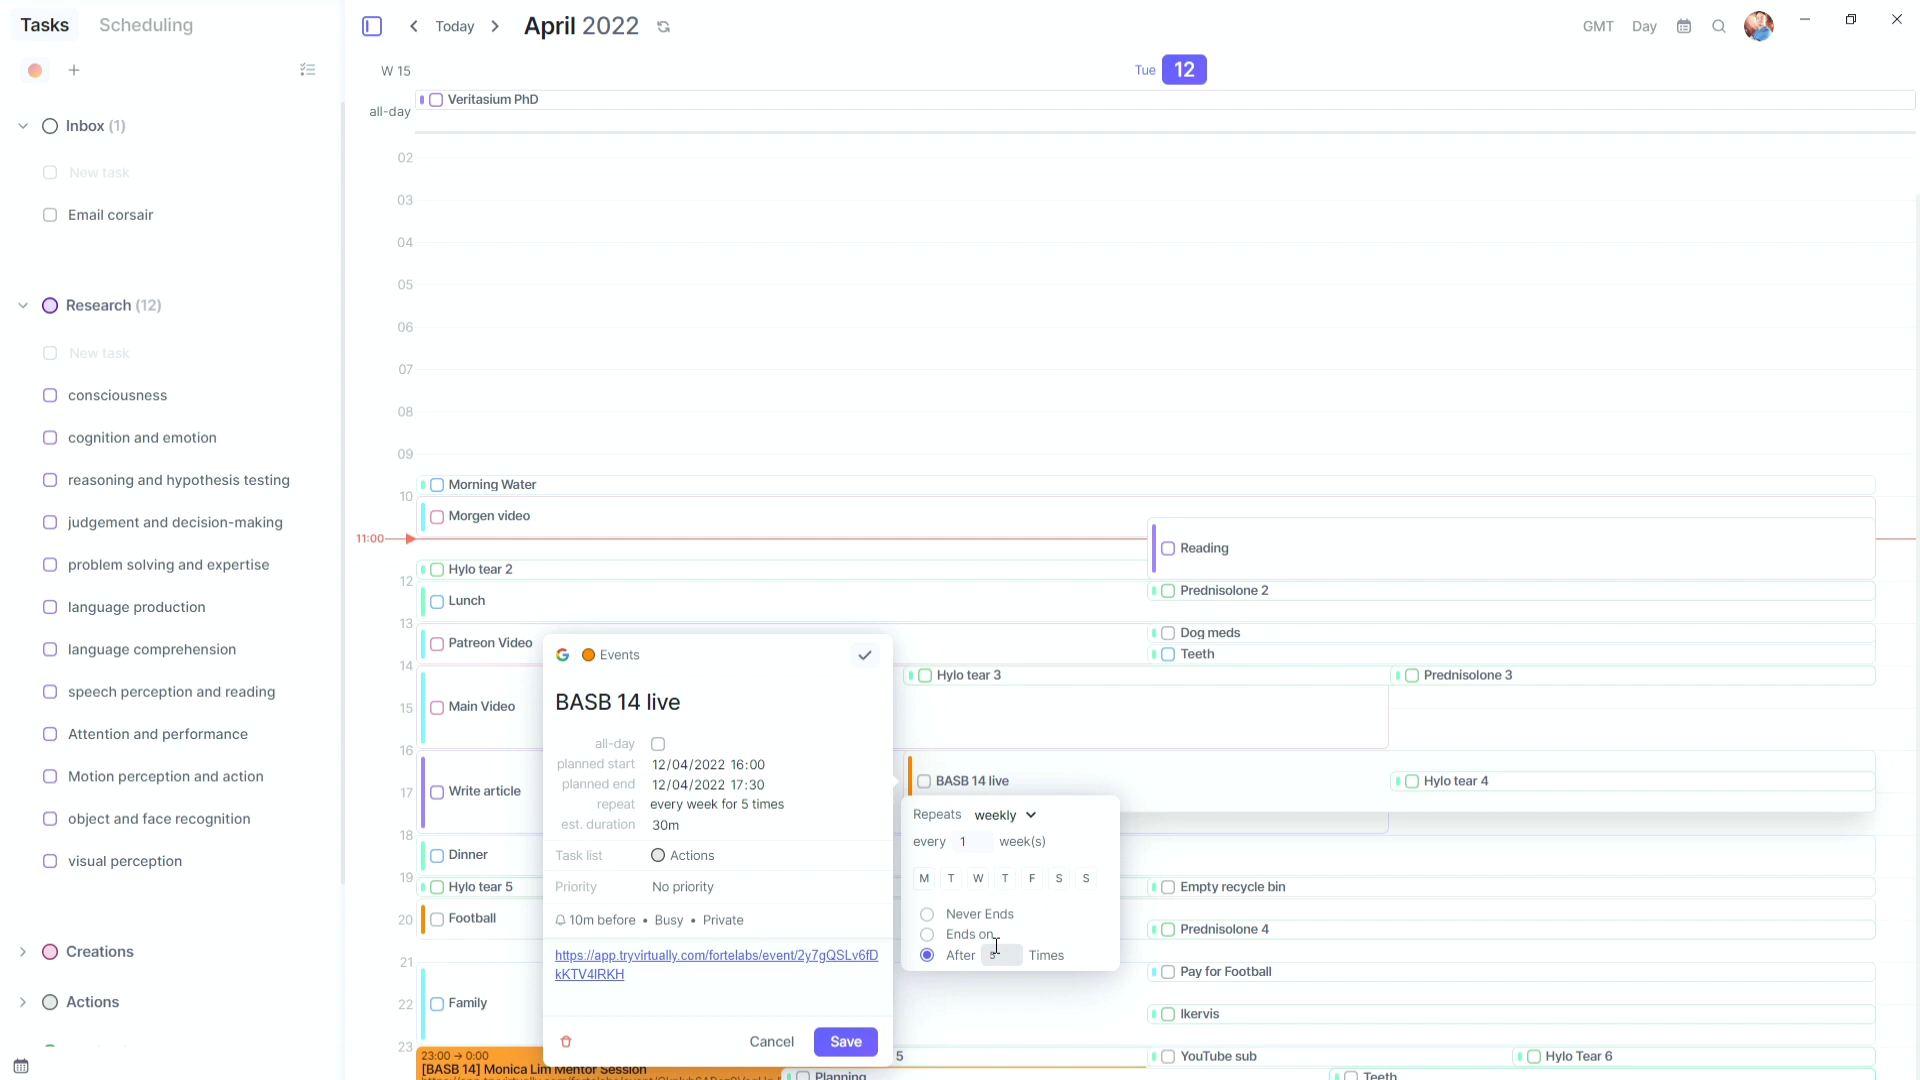 Tasks
Scheduling
Inbox (1)
New task
Email corsair
Research (12)
New task
consciousness
cognition and emotion
reasoning and hypothesis testing
judgement and decision-making
problem solving and expertise
language production
language comprehension
speech perception and reading
Attention and performance
Motion perception and action
object and face recognition
visual perception
Creations
Actions
Today
April 2022
GMT
Day
W 15
Tue 12
all-day
Veritasium PhD
02
03
04
05
06
07
08
09
10
11:00
12
13
14
15
16
17
18
19
20
21
22
23
Morning Water
Morgen video
Reading
Hylo tear 2
Prednisolone 2
Lunch
Dog meds
Patreon Video
Teeth
Hylo tear 3
Prednisolone 3
Main Video
BASB 14 live
Hylo tear 4
Write article
Dinner
Hylo tear 5
Empty recycle bin
Football
Prednisolone 4
Pay for Football
Family
Ikervis
23:00 → 0:00
[BASB 14] Monica Lim Mentor Session
5
YouTube sub
Hylo Tear 6
Planning
Teeth
Events
BASB 14 live
all-day
planned start 12/04/2022 16:00
planned end 12/04/2022 17:30
repeat every week for 5 times
est. duration 30m
Task list Actions
Priority No priority
10m before • Busy • Private
https://app.tryvirtually.com/fortelabs/event/2y7gQSLv6fD
kKTV4IRKH
Cancel
Save
Repeats weekly
every 1 week(s)
M T W T F S S
Never Ends
Ends on
After 5 Times